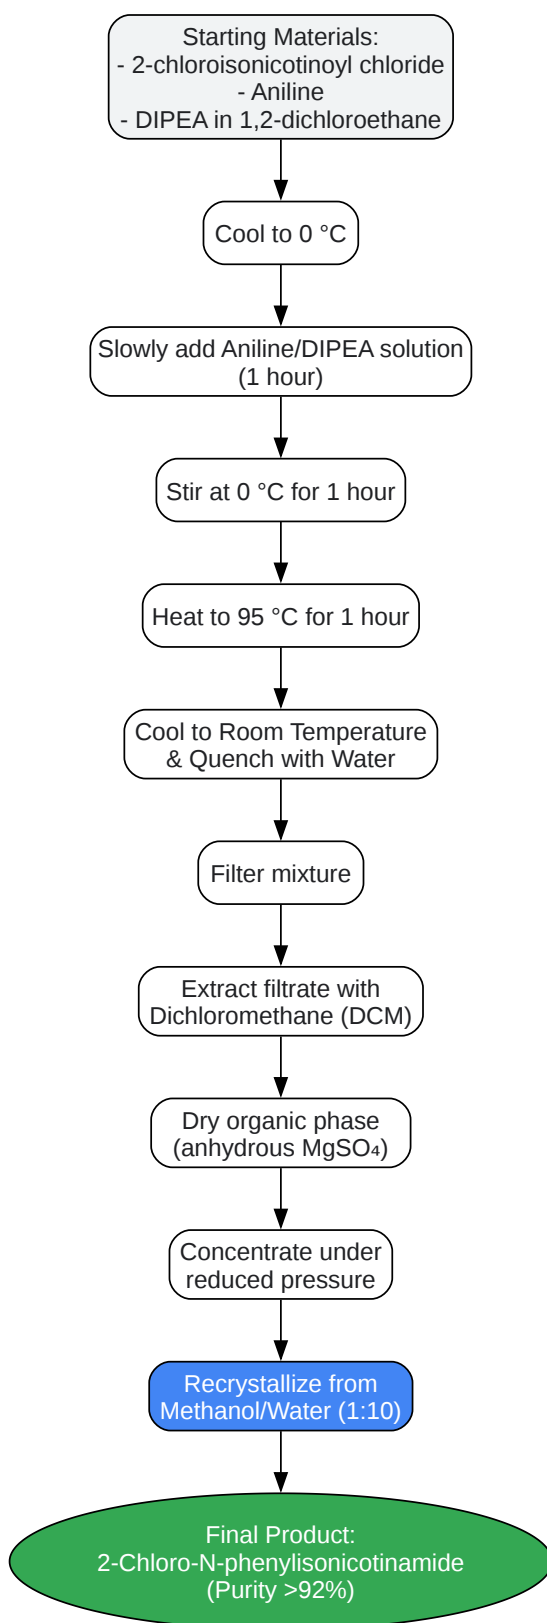 Starting Materials:
- 2-chloroisonicotinoyl chloride
- Aniline
- DIPEA in 1,2-dichloroethane
Cool to 0 °C
Slowly add Aniline/DIPEA solution
(1 hour)
Stir at 0 °C for 1 hour
Heat to 95 °C for 1 hour
Cool to Room Temperature
& Quench with Water
Filter mixture
Extract filtrate with
Dichloromethane (DCM)
Dry organic phase
(anhydrous MgSO₄)
Concentrate under
reduced pressure
Recrystallize from
Methanol/Water (1:10)
Final Product:
2-Chloro-N-phenylisonicotinamide
(Purity >92%)